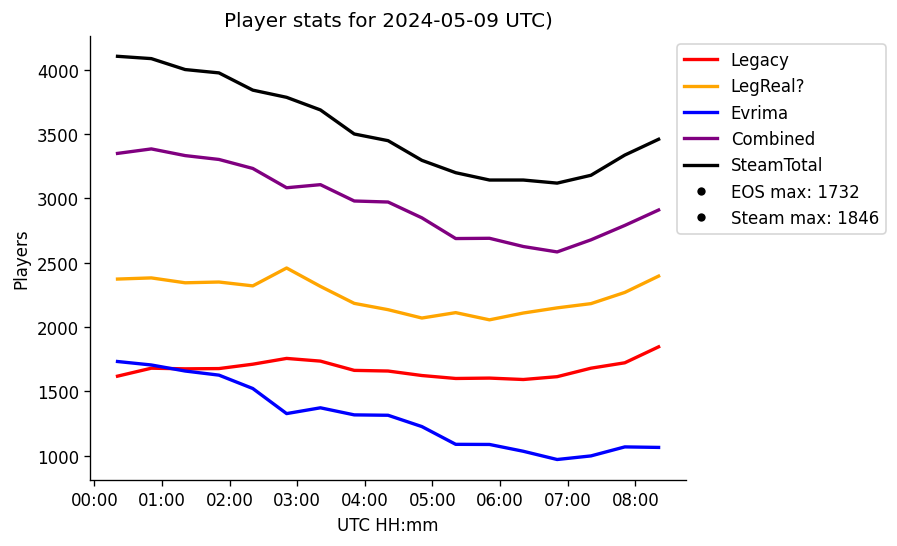 Player stats for 2024-05-09 UTC)
Players
4000
3500
3000
2500
2000
1500
1000
00:00 01:00 02:00 03:00 04:00 05:00 06:00 07:00 08:00
UTC HH:mm
Legacy
LegReal?
Evrima
Combined
SteamTotal
EOS max: 1732
Steam max: 1846